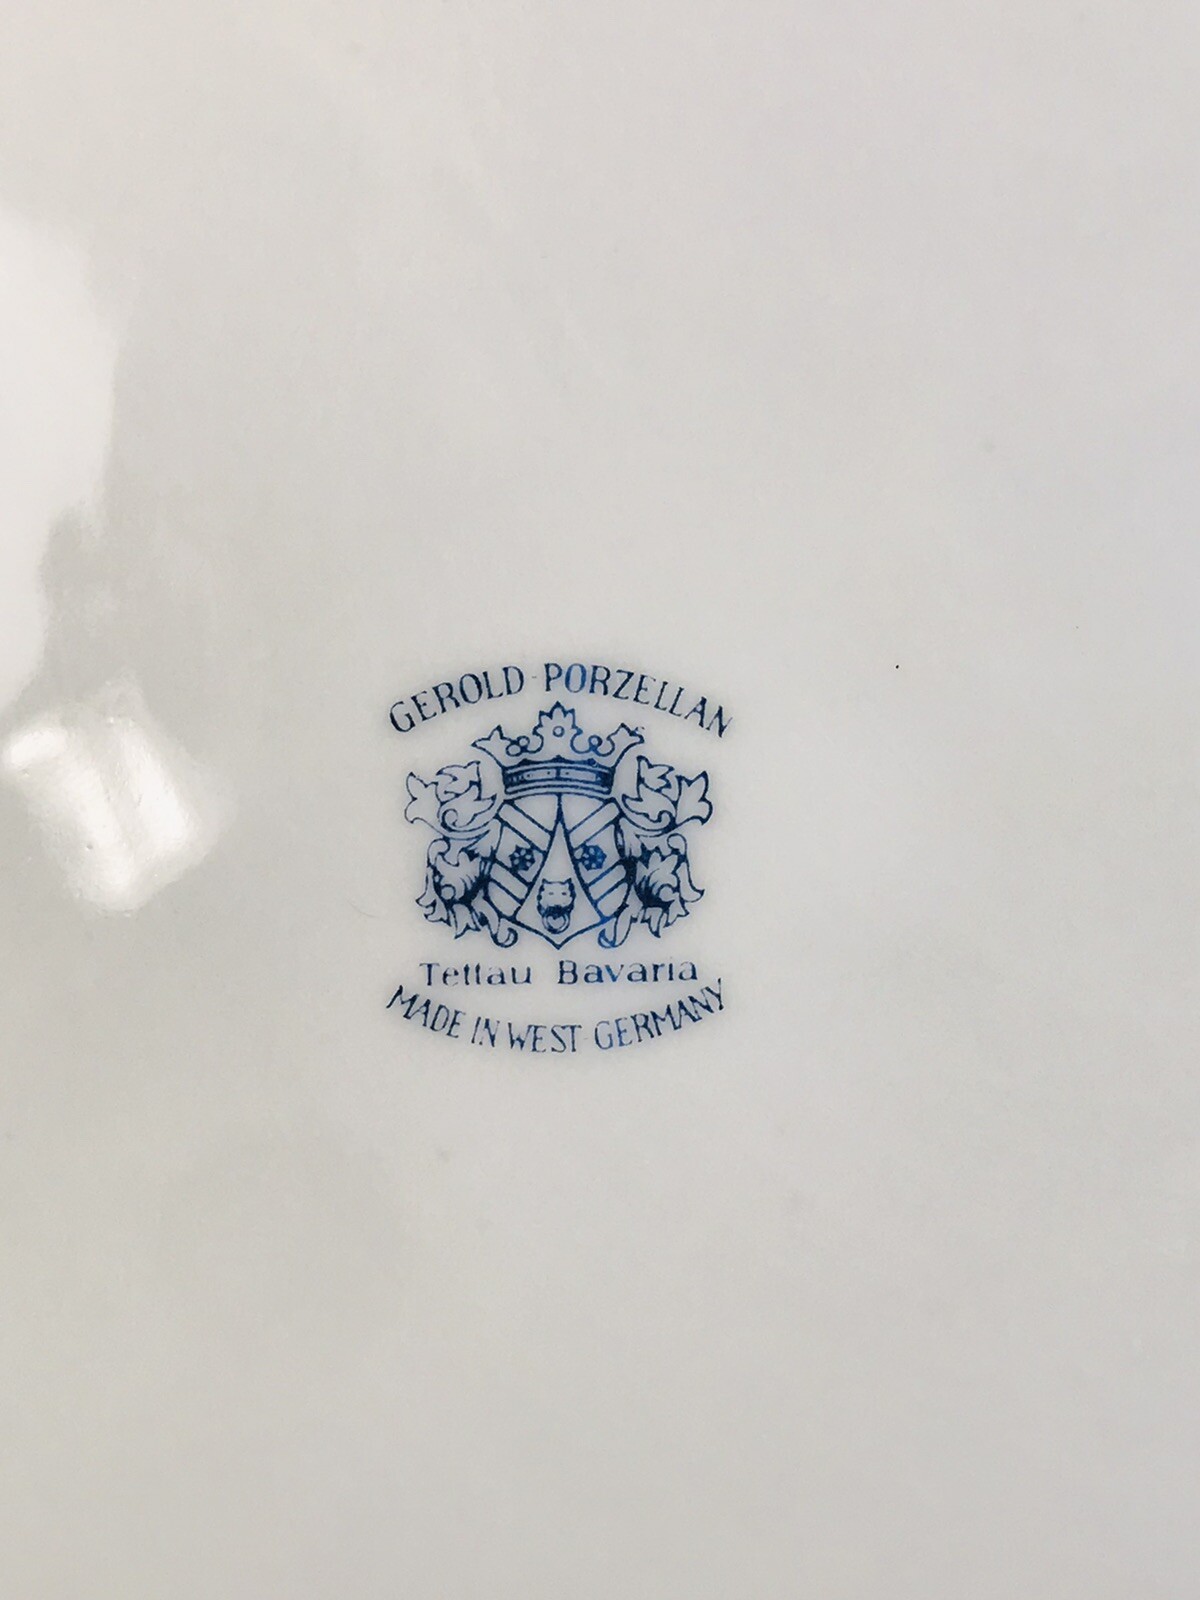 GEROLD PORZELLAN
Tettau Bavaria
MADE IN WEST GERMANY